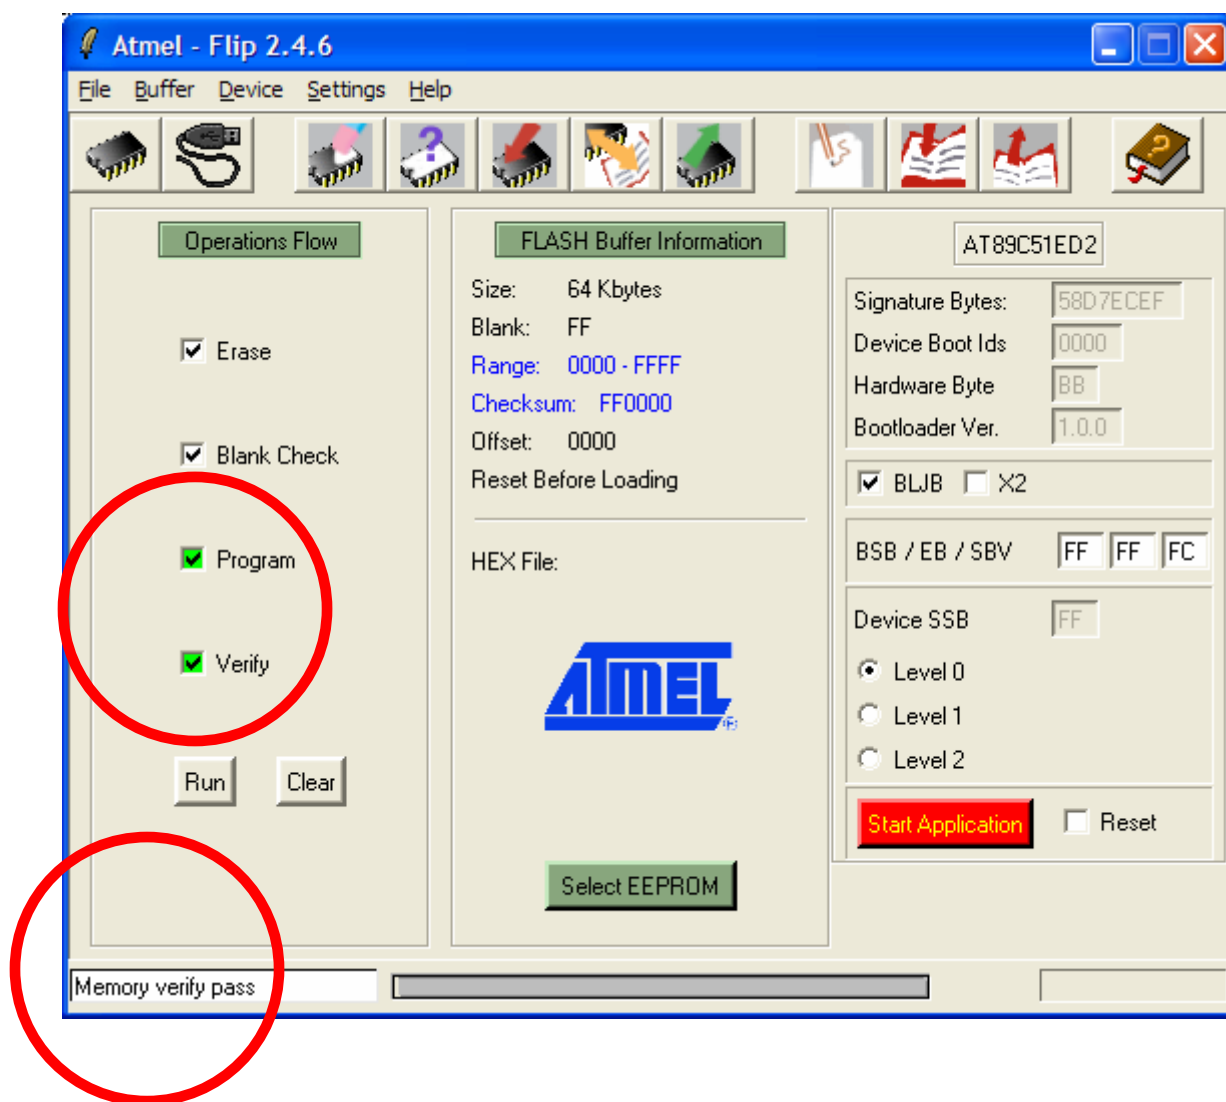 Atmel - Flip 2.4.6
File Buffer Device Settings Help
Operations Flow
Erase
Blank Check
Program
Verify
Run Clear
FLASH Buffer Information
Size: 64 Kbytes
Blank: FF
Range: 0000 - FFFF
Checksum: FF0000
Offset: 0000
Reset Before Loading
HEX File:
ATMEL ®
Select EEPROM
AT89C51ED2
Signature Bytes: 58D7ECEF
Device Boot Ids 0000
Hardware Byte BB
Bootloader Ver. 1.0.0
BLJB X2
BSB / EB / SBV FF FF FC
Device SSB FF
Level 0
Level 1
Level 2
Start Application Reset
Memory verify pass